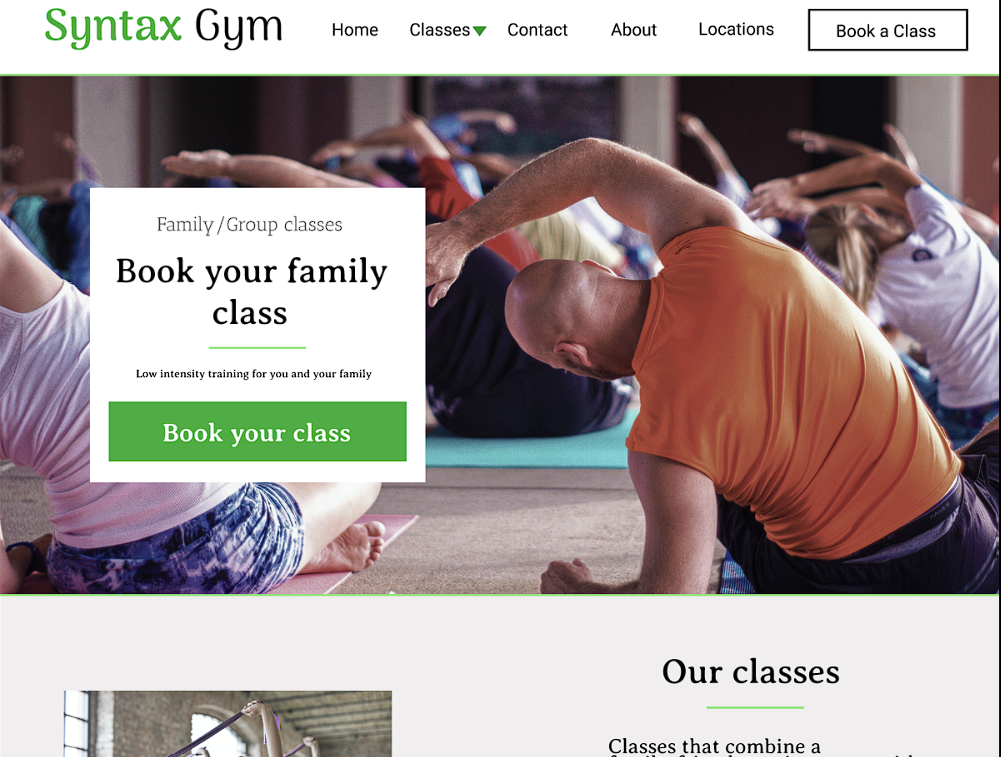 Syntax Gym
Home Classes Contact About Locations Book a Class
Family/Group classes
Book your family
class
Low intensity training for you and your family
Book your class
Our classes
Classes that combine a